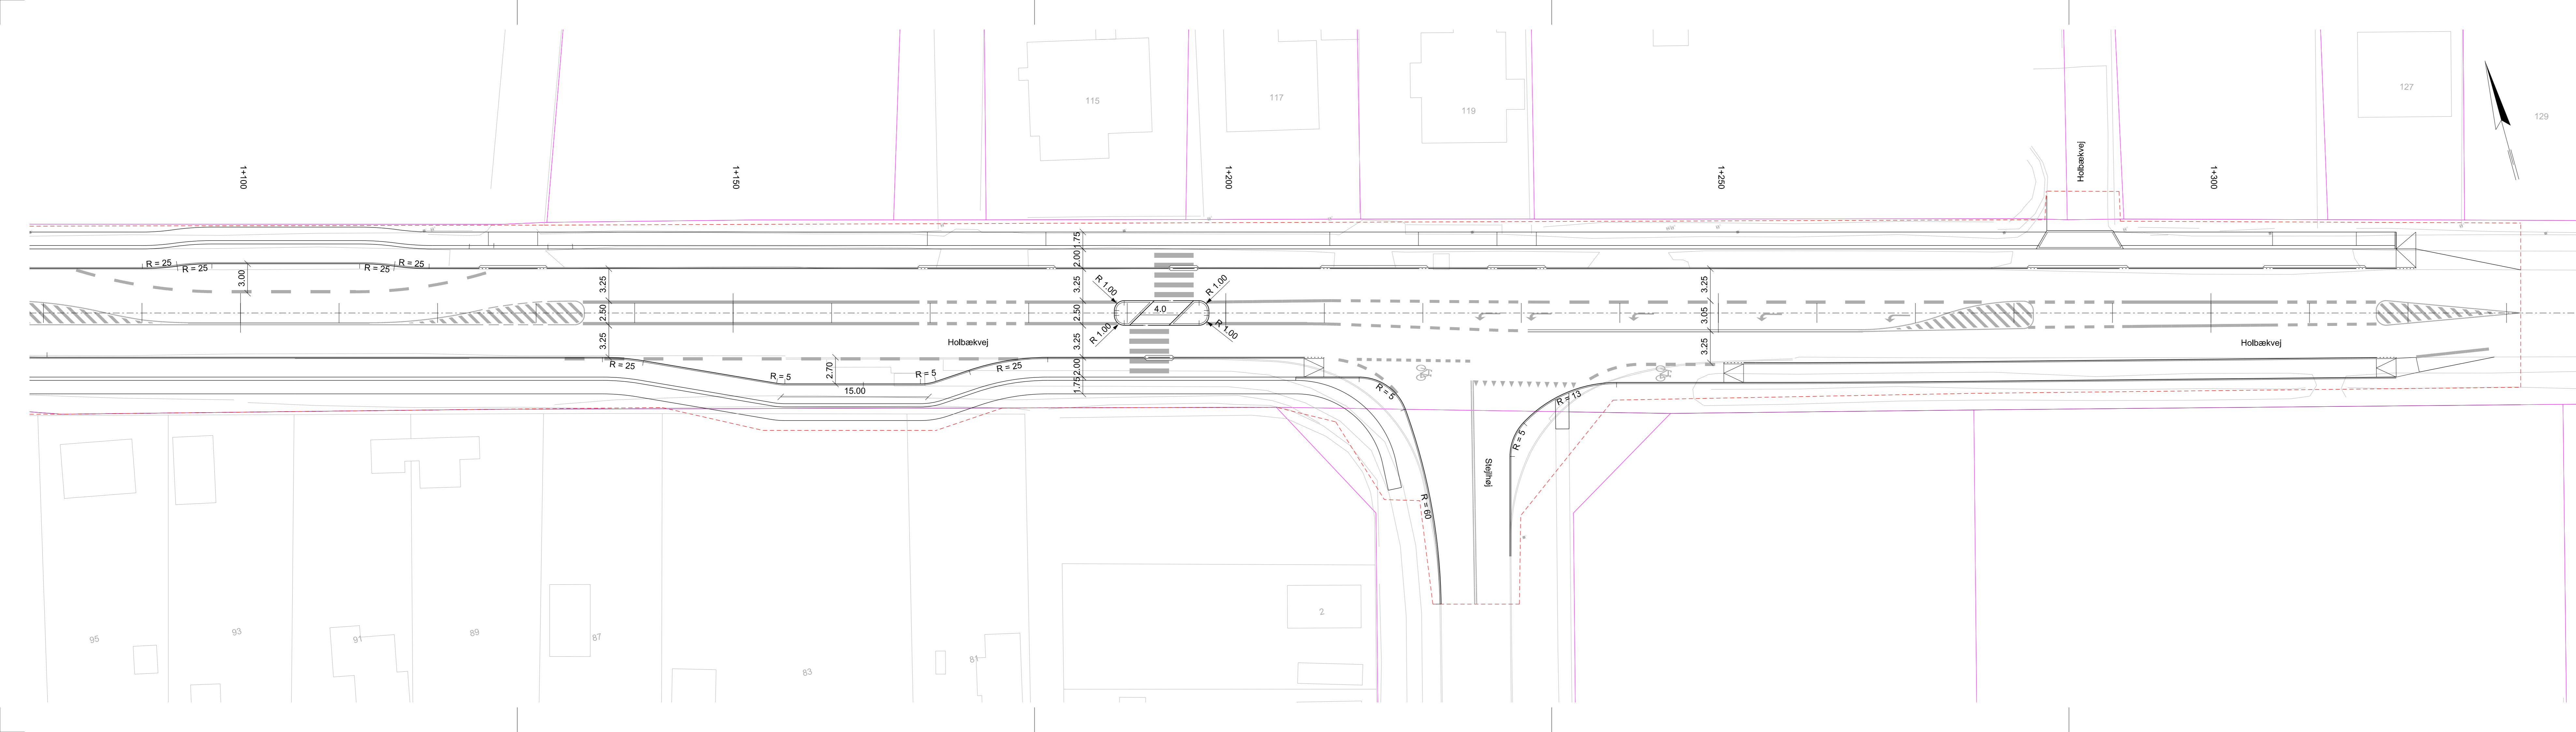 115
117
119
127
129
1+100
1+150
1+200
1+250
Holbækvej
1+300
R = 25
R = 25
R = 25
R = 25
3.00
3.25
2.50
3.25
1.75
2.00
3.25
2.50
3.25
2.00
1.75
R 1.00
R 1.00
R 1.00
R 1.00
4.0
3.25
3.05
3.25
Holbækvej
Holbækvej
R = 25
R = 5
2.70
15.00
R = 5
R = 25
R = 5
R = 13
R = 5
R = 60
Stejlhøj
95
93
91
89
87
83
81
2